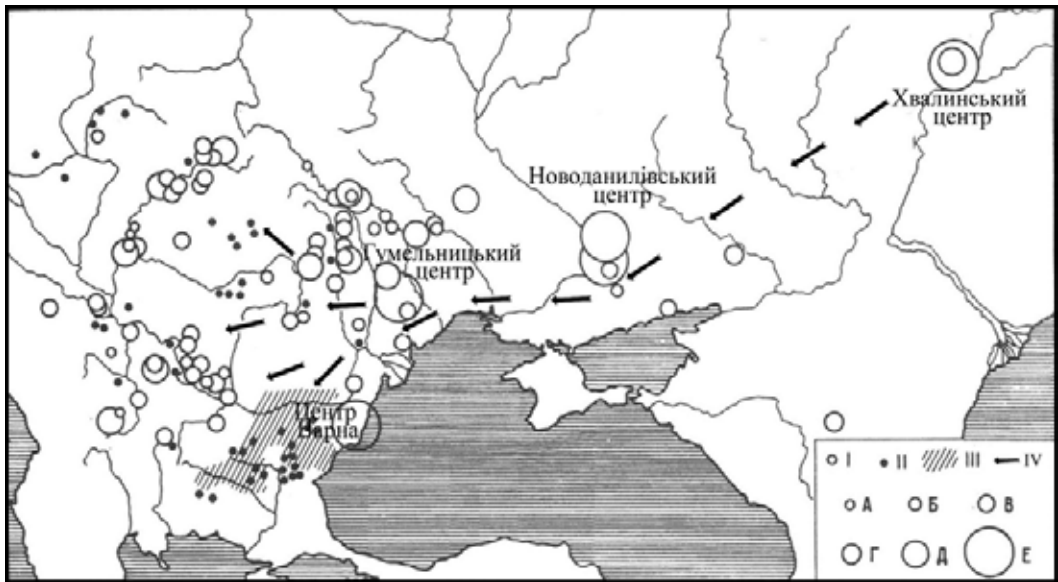 Хвалинський
центр
Новоданилівський
центр
Гумельницький
центр
Центр
Варна
I II III IV
А Б В
Г Д Е